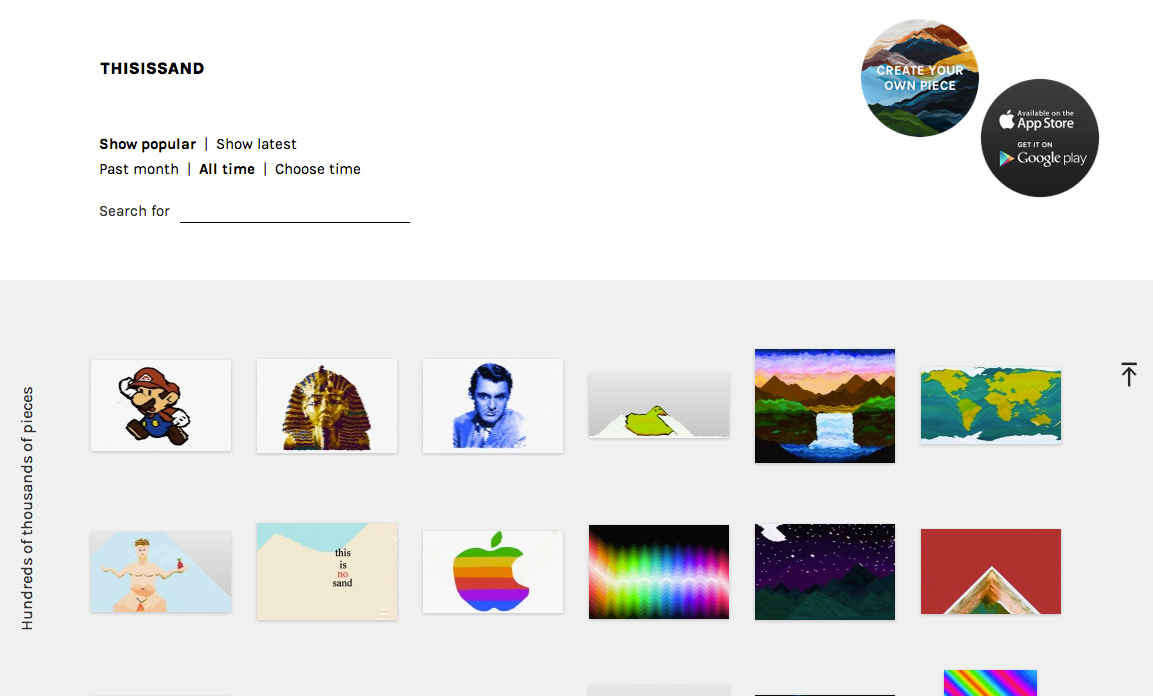 THISISSAND
CREATE YOUR
OWN PIECE
Available on the
App Store
GET IT ON
Google play
Show popular | Show latest
Past month | All time | Choose time
Search for
Hundreds of thousands of pieces
this
is
no
sand